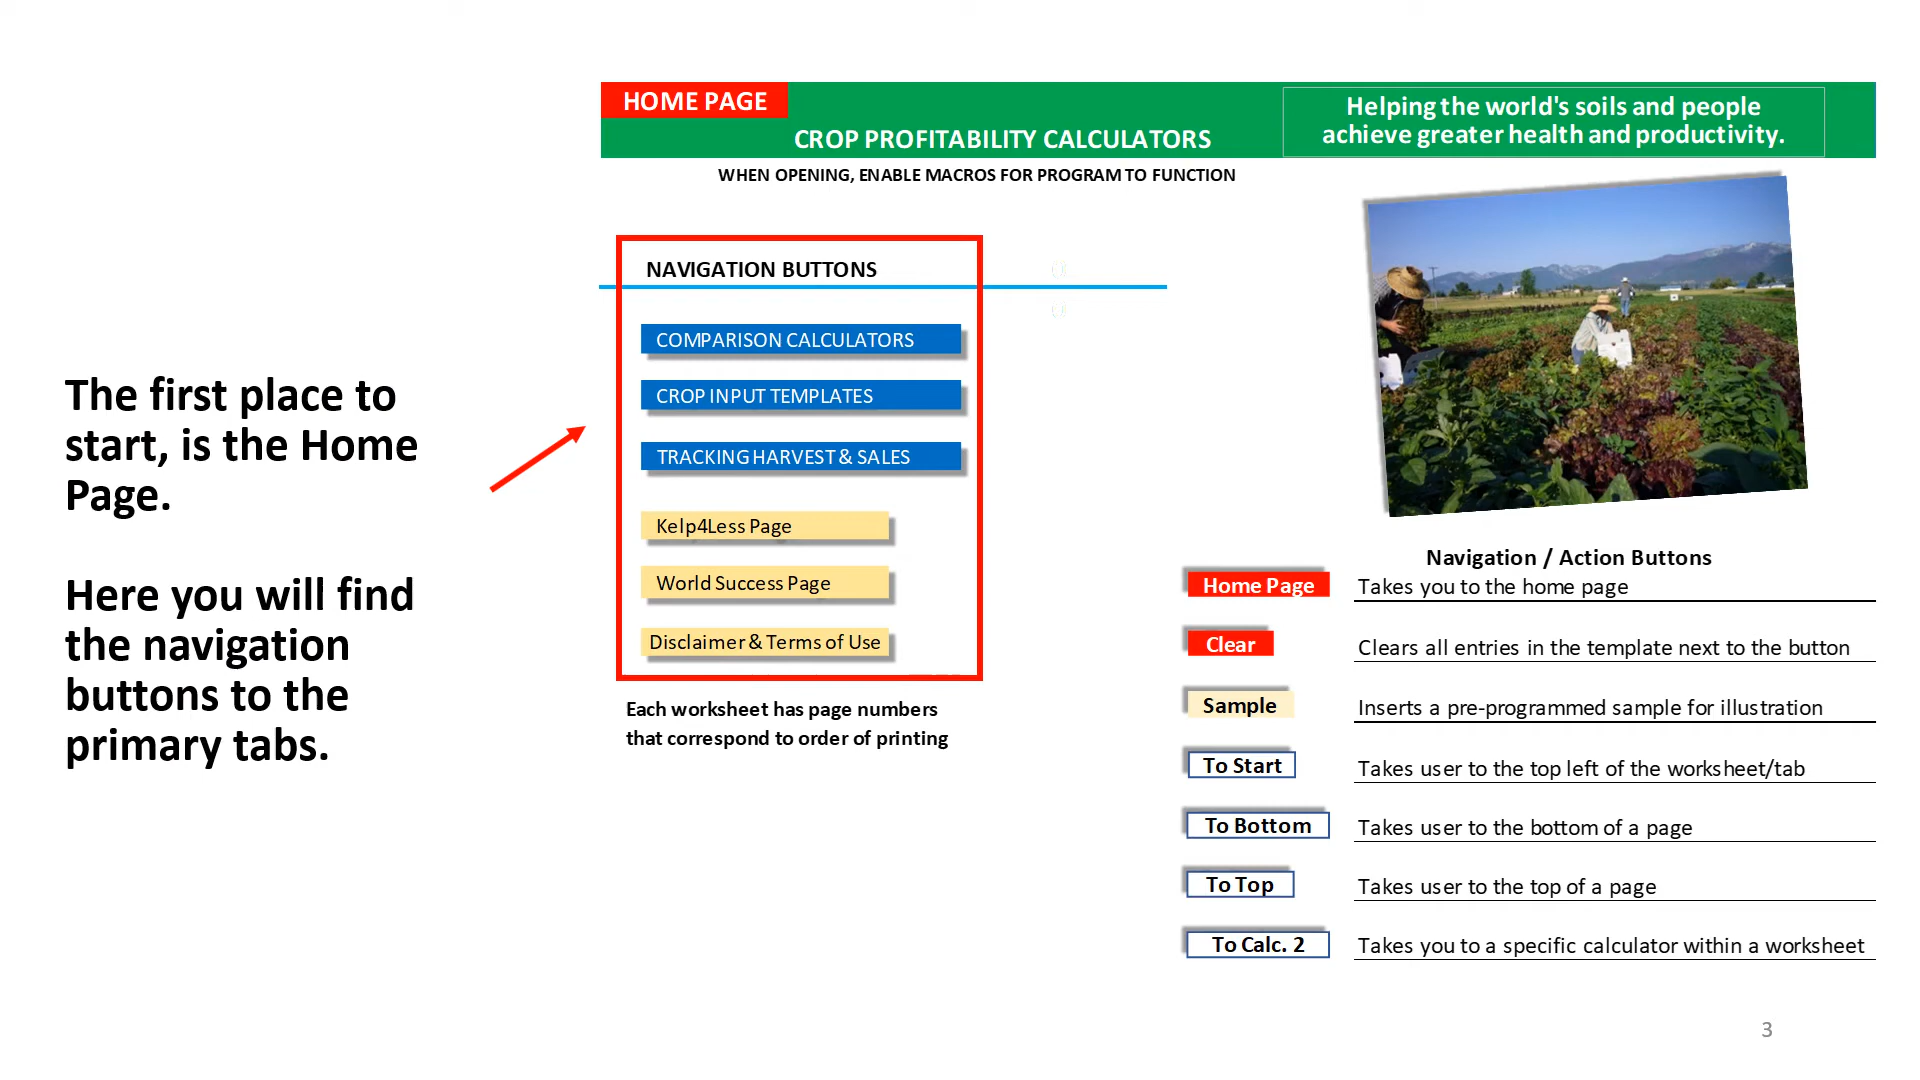 HOME PAGE
CROP PROFITABILITY CALCULATORS
Helping the world's soils and people
achieve greater health and productivity.
WHEN OPENING, ENABLE MACROS FOR PROGRAM TO FUNCTION
The first place to
start, is the Home
Page.
Here you will find
the navigation
buttons to the
primary tabs.
NAVIGATION BUTTONS
0
0
COMPARISON CALCULATORS
CROP INPUT TEMPLATES
TRACKING HARVEST & SALES
Kelp4Less Page
World Success Page
Disclaimer & Terms of Use
Each worksheet has page numbers
that correspond to order of printing
Navigation / Action Buttons
Home Page Takes you to the home page
Clear Clears all entries in the template next to the button
Sample Inserts a pre-programmed sample for illustration
To Start Takes user to the top left of the worksheet/tab
To Bottom Takes user to the bottom of a page
To Top Takes user to the top of a page
To Calc. 2 Takes you to a specific calculator within a worksheet
3